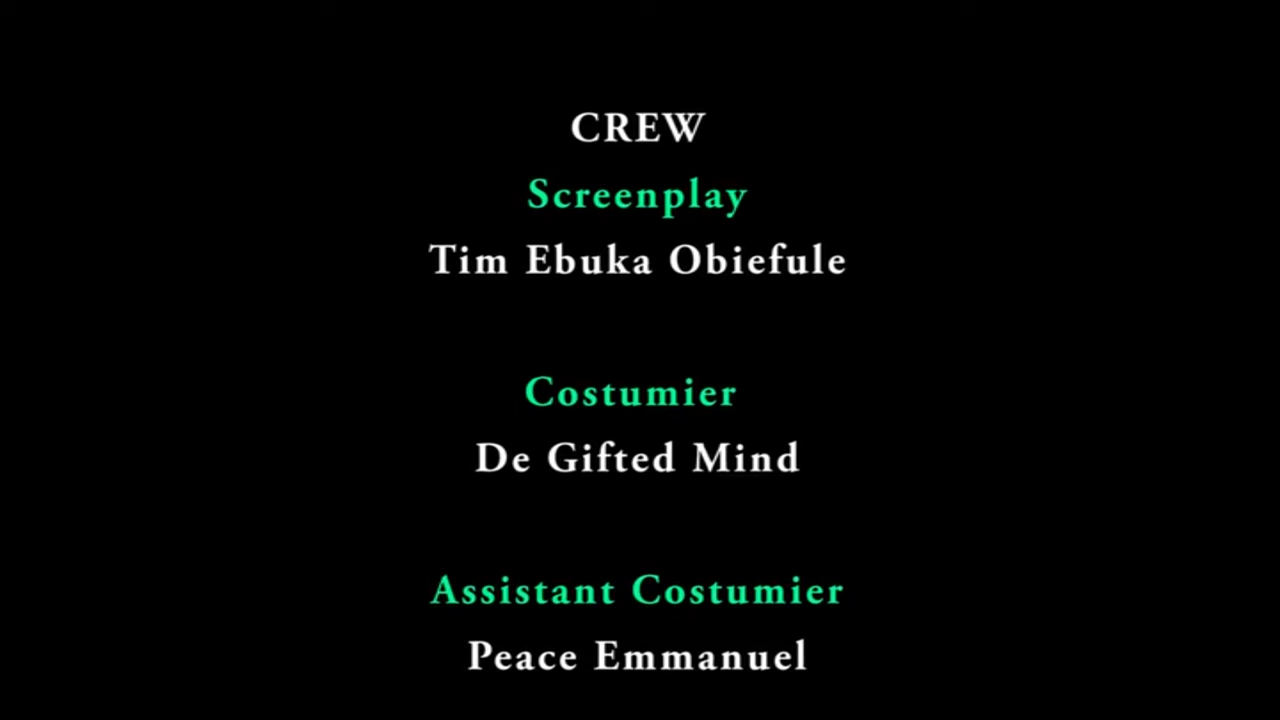 CREW
Screenplay
Tim Ebuka Obiefule
Costumier
De Gifted Mind
Assistant Costumier
Peace Emmanuel